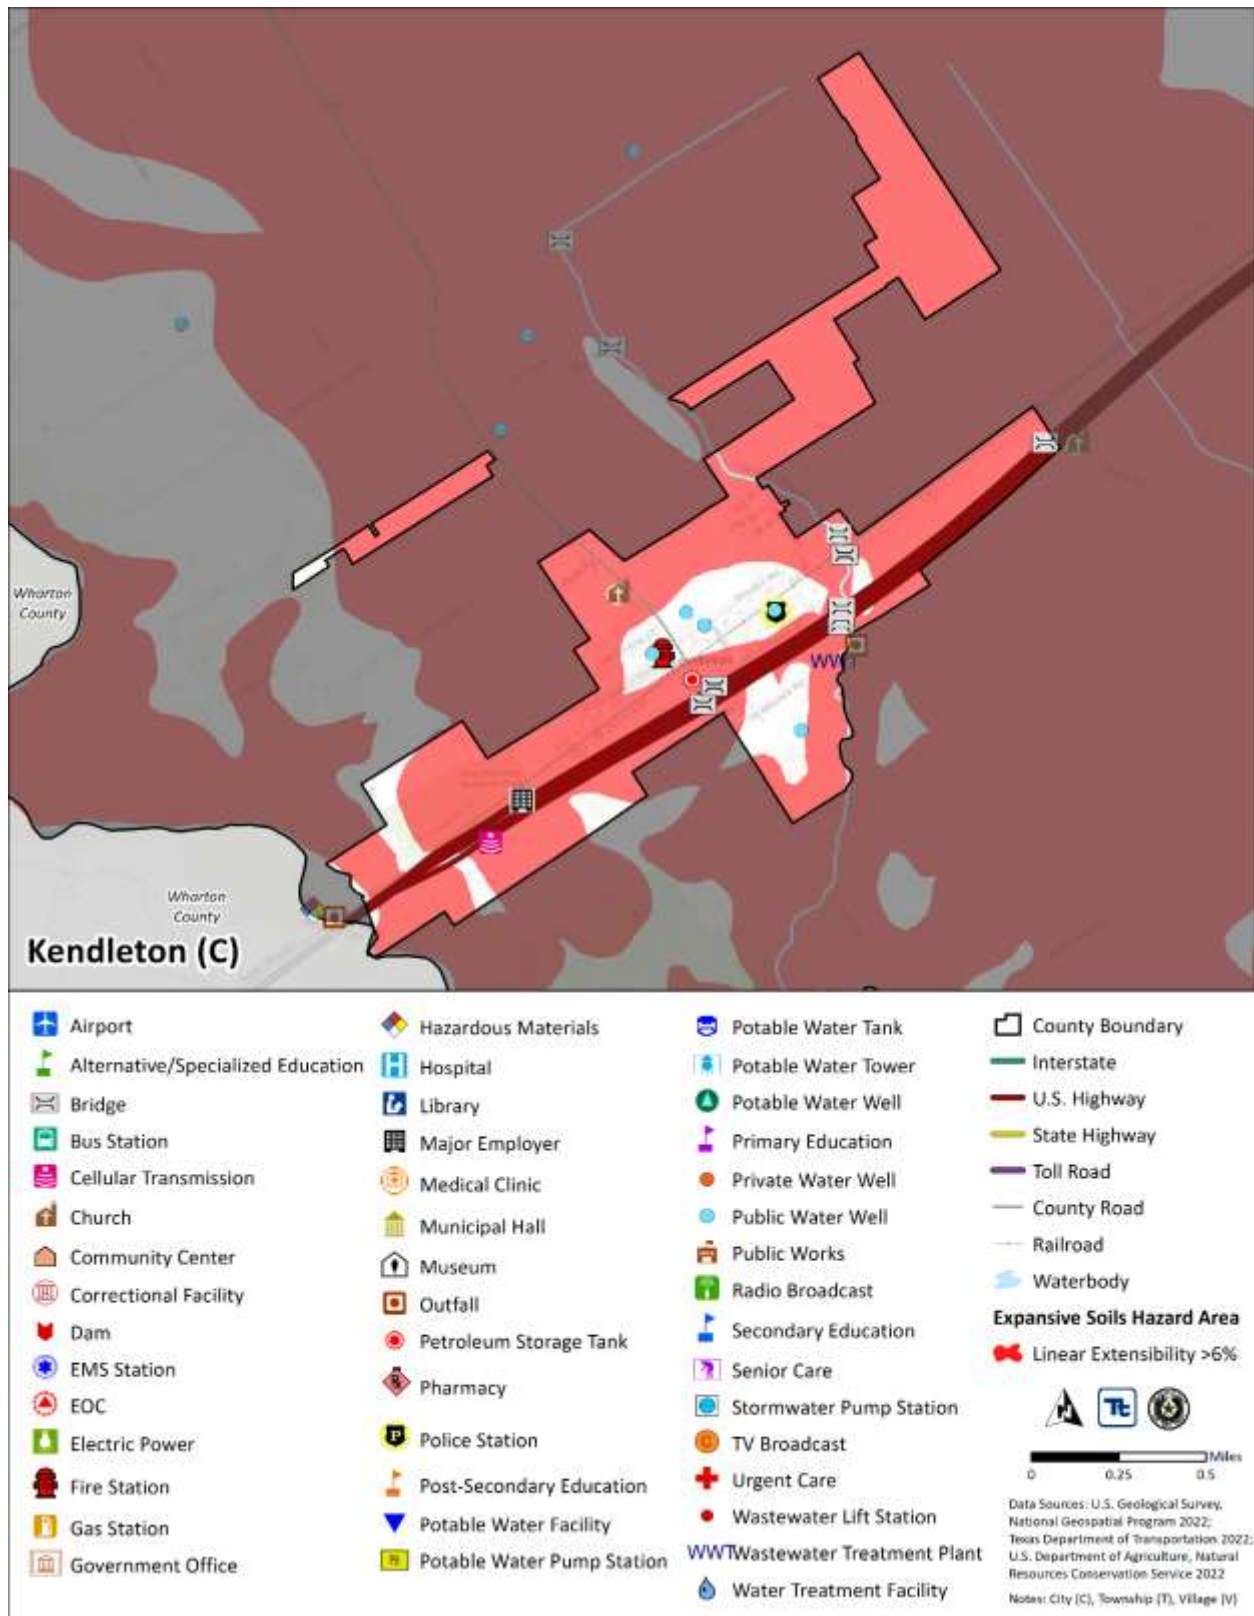 Wharton
County
Wharton
County
Kendleton (C)
Airport
Alternative/Specialized Education
Bridge
Bus Station
Cellular Transmission
Church
Community Center
Correctional Facility
Dam
EMS Station
EOC
Electric Power
Fire Station
Gas Station
Government Office
Hazardous Materials
Hospital
Library
Major Employer
Medical Clinic
Municipal Hall
Museum
Outfall
Petroleum Storage Tank
Pharmacy
Police Station
Post-Secondary Education
Potable Water Facility
Potable Water Pump Station
Potable Water Tank
Potable Water Tower
Potable Water Well
Primary Education
Private Water Well
Public Water Well
Public Works
Radio Broadcast
Secondary Education
Senior Care
Stormwater Pump Station
TV Broadcast
Urgent Care
Wastewater Lift Station
WWT Wastewater Treatment Plant
Water Treatment Facility
County Boundary
Interstate
U.S. Highway
State Highway
Toll Road
County Road
Railroad
Waterbody
Expansive Soils Hazard Area
Linear Extensibility >6%
Miles
0 0.25 0.5
Data Sources: U.S. Geological Survey,
National Geospatial Program 2022;
Texas Department of Transportation 2022;
U.S. Department of Agriculture, Natural
Resources Conservation Service 2022
Notes: City (C), Township (T), Village (V)